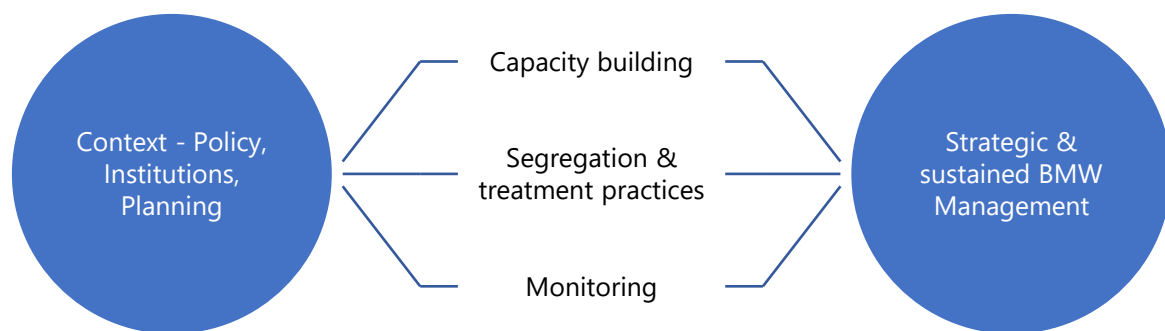 Context - Policy,
Institutions,
Planning
Capacity building
Segregation &
treatment practices
Monitoring
Strategic &
sustained BMW
Management